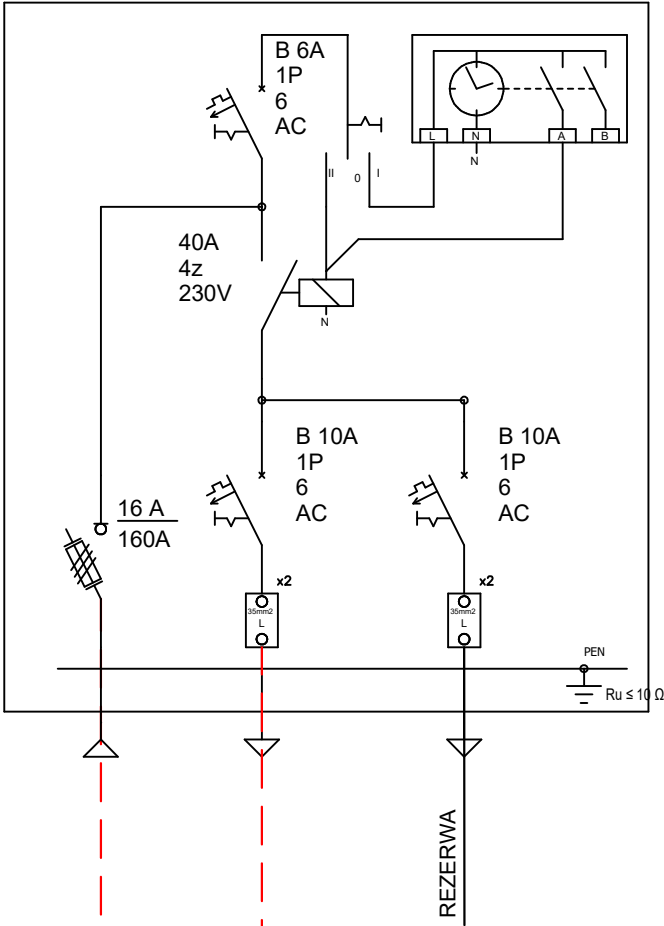 B 6A
1P
6
AC
L
N
A
B
N
II
0
I
40A
4z
230V
N
B 10A
1P
6
AC
B 10A
1P
6
AC
16 A
160A
x2
35mm2
L
x2
35mm2
L
PEN
Ru ≤ 10 Ω
REZERWA